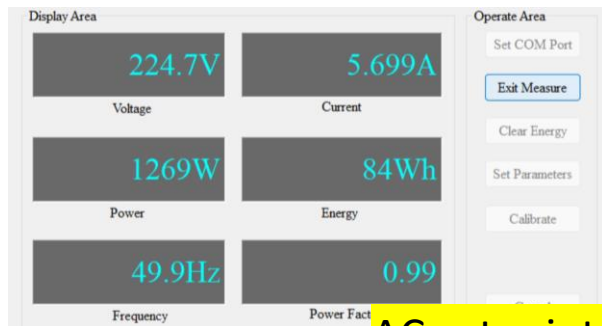 Display Area
Operate Area
224.7V
5.699A
Voltage
Current
1269W
84Wh
Power
Energy
49.9Hz
0.99
Frequency
Power Fact
Set COM Port
Exit Measure
Clear Energy
Set Parameters
Calibrate